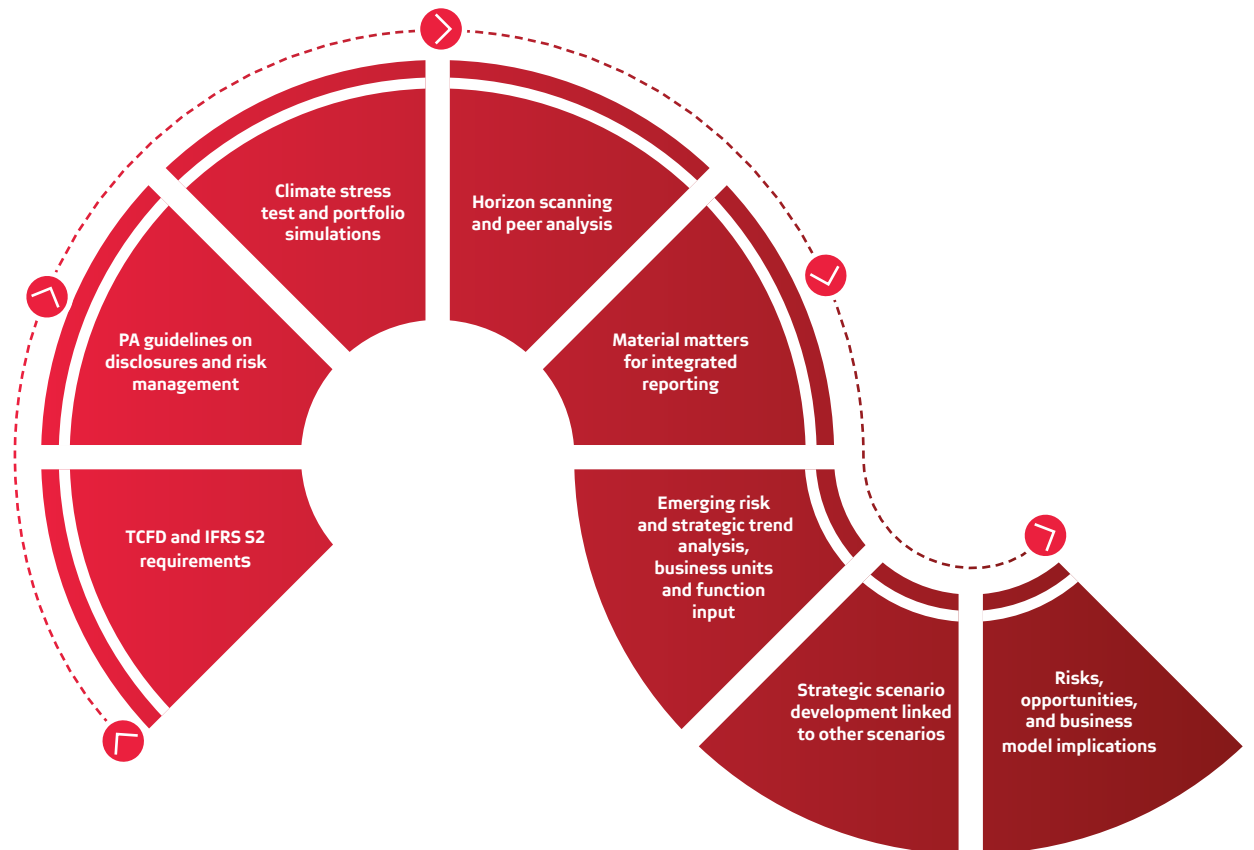 TCFD and IFRS S2
requirements
PA guidelines on
disclosures and risk
management
Climate stress
test and portfolio
simulations
Horizon scanning
and peer analysis
Material matters
for integrated
reporting
Emerging risk
and strategic trend
analysis,
business units
and function
input
Strategic scenario
development linked
to other scenarios
Risks,
opportunities,
and business
model implications